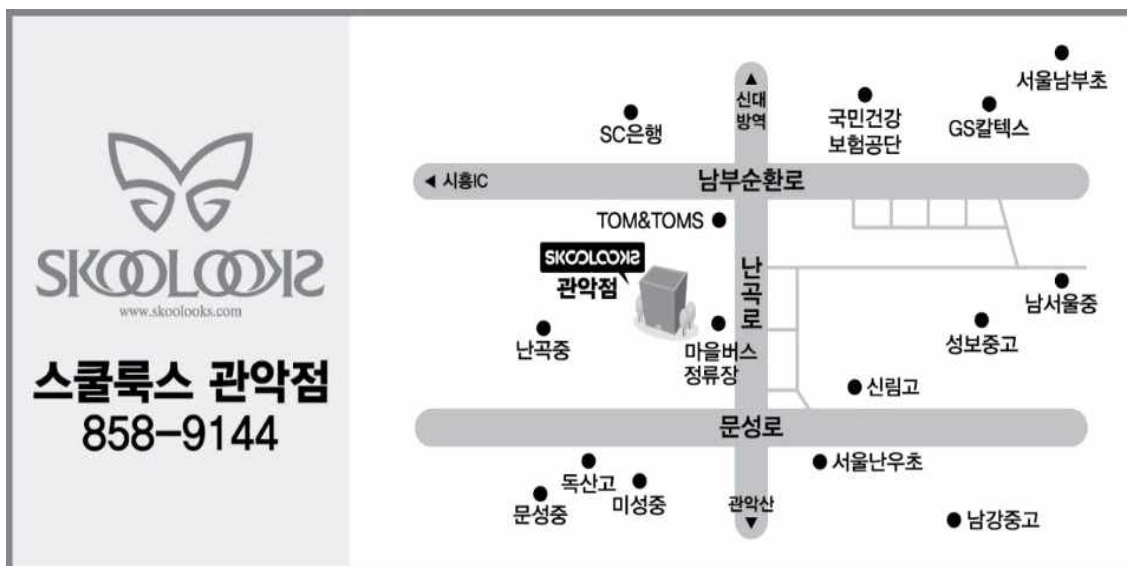 SKOOLOOKS
www.skoolooks.com
스쿨룩스 관악점
858-9144
서울남부초
신대
방역
SC은행
국민건강
보험공단
GS칼텍스
시흥IC
남부순환로
TOM&TOMS
SKOOLOOKS
관악점
난곡로
남서울중
난곡중
마을버스
정류장
성보중고
신림고
문성로
독산고
서울난우초
문성중
미성중
관악산
남강중고